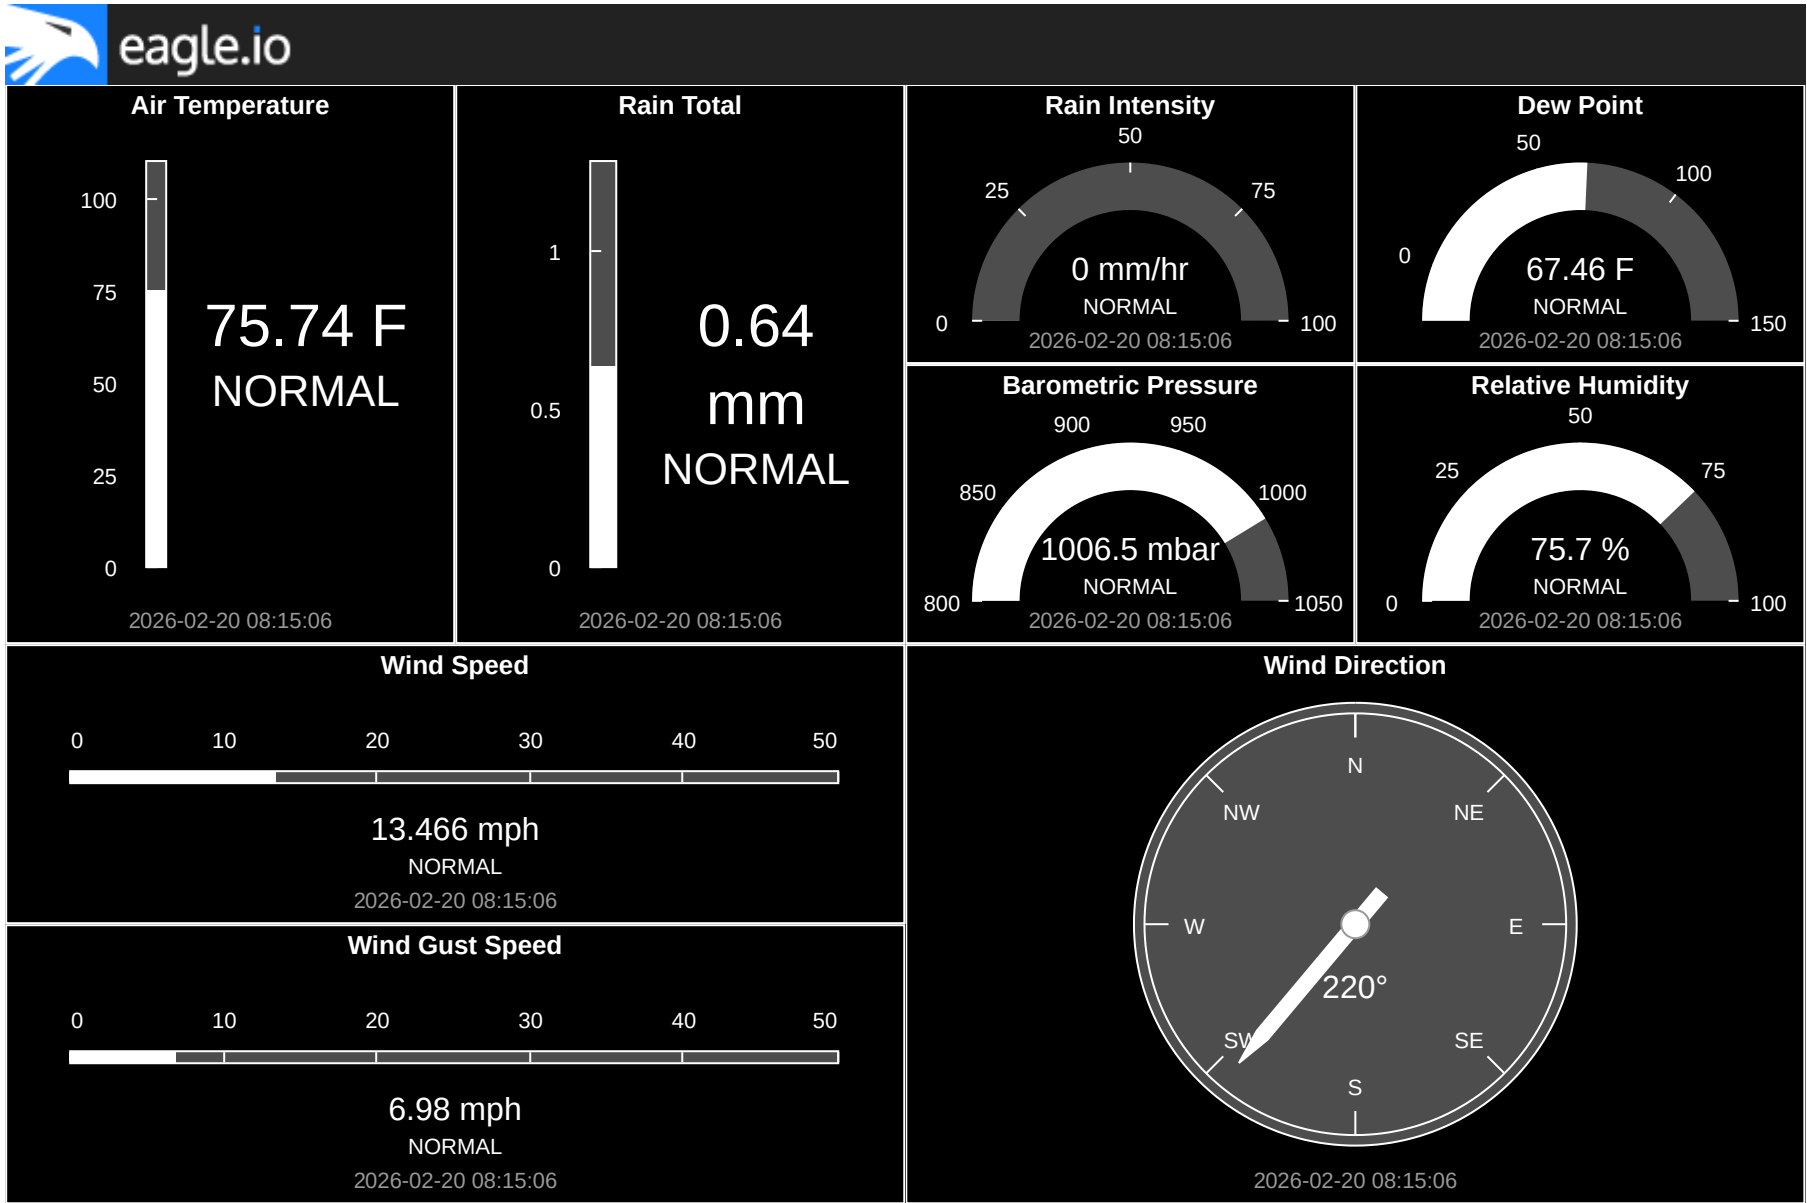 eagle.io
Air Temperature
100
75
50
25
0
75.74 F
NORMAL
2026-02-20 08:15:06
Rain Total
1
0.5
0
0.64
mm
NORMAL
2026-02-20 08:15:06
Rain Intensity
0
25
50
75
100
0 mm/hr
NORMAL
2026-02-20 08:15:06
Dew Point
0
50
100
150
67.46 F
NORMAL
2026-02-20 08:15:06
Barometric Pressure
800
850
900
950
1000
1050
1006.5 mbar
NORMAL
2026-02-20 08:15:06
Relative Humidity
0
25
50
75
100
75.7 %
NORMAL
2026-02-20 08:15:06
Wind Speed
0 10 20 30 40 50
13.466 mph
NORMAL
2026-02-20 08:15:06
Wind Gust Speed
0 10 20 30 40 50
6.98 mph
NORMAL
2026-02-20 08:15:06
Wind Direction
N
NW NE
W E
220°
SW SE
S
2026-02-20 08:15:06